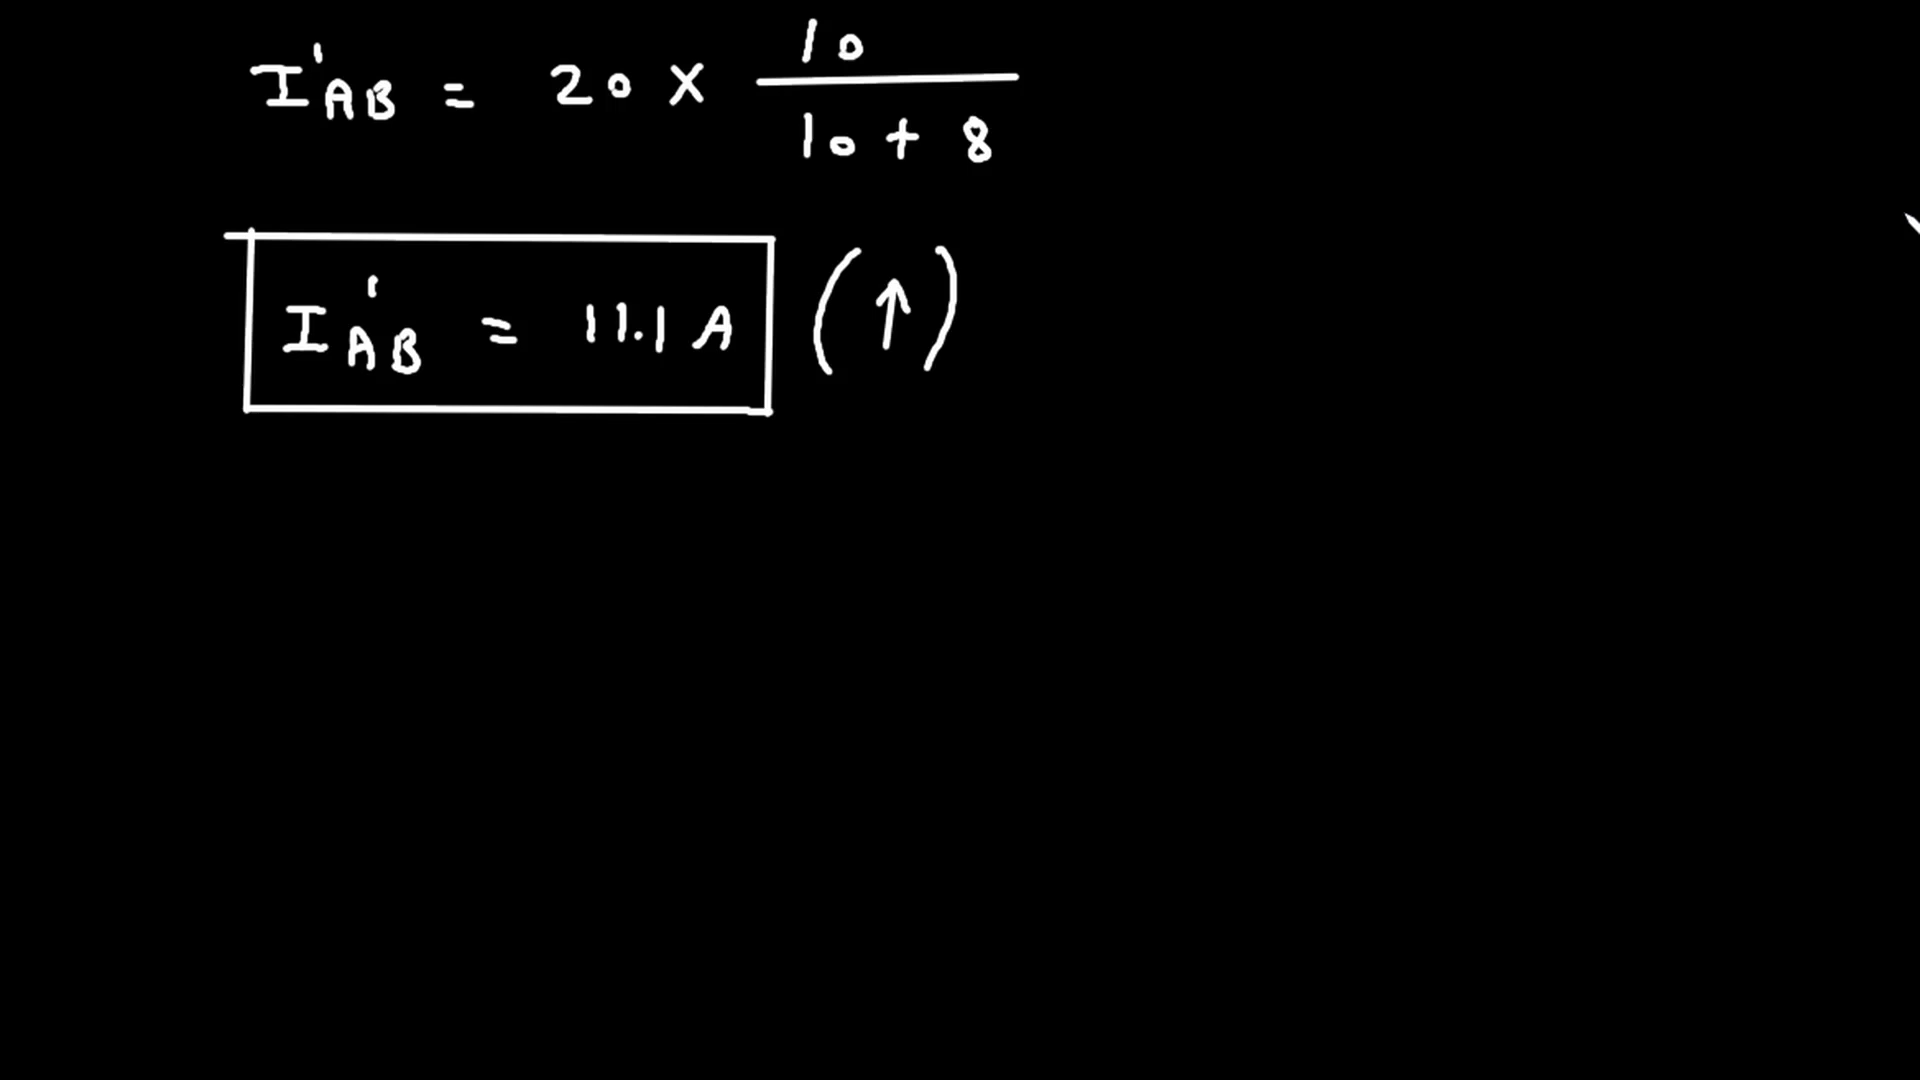 I'AB = 20 × 10 / 10 + 8
I'AB = 11.1 A (↑)